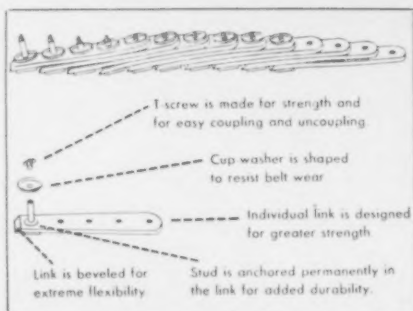 T screw is made for strength and
for easy coupling and uncoupling.
Cup washer is shaped
to resist belt wear
Individual link is designed
for greater strength
Link is beveled for
extreme flexibility
Stud is anchored permanently in
the link for added durability.